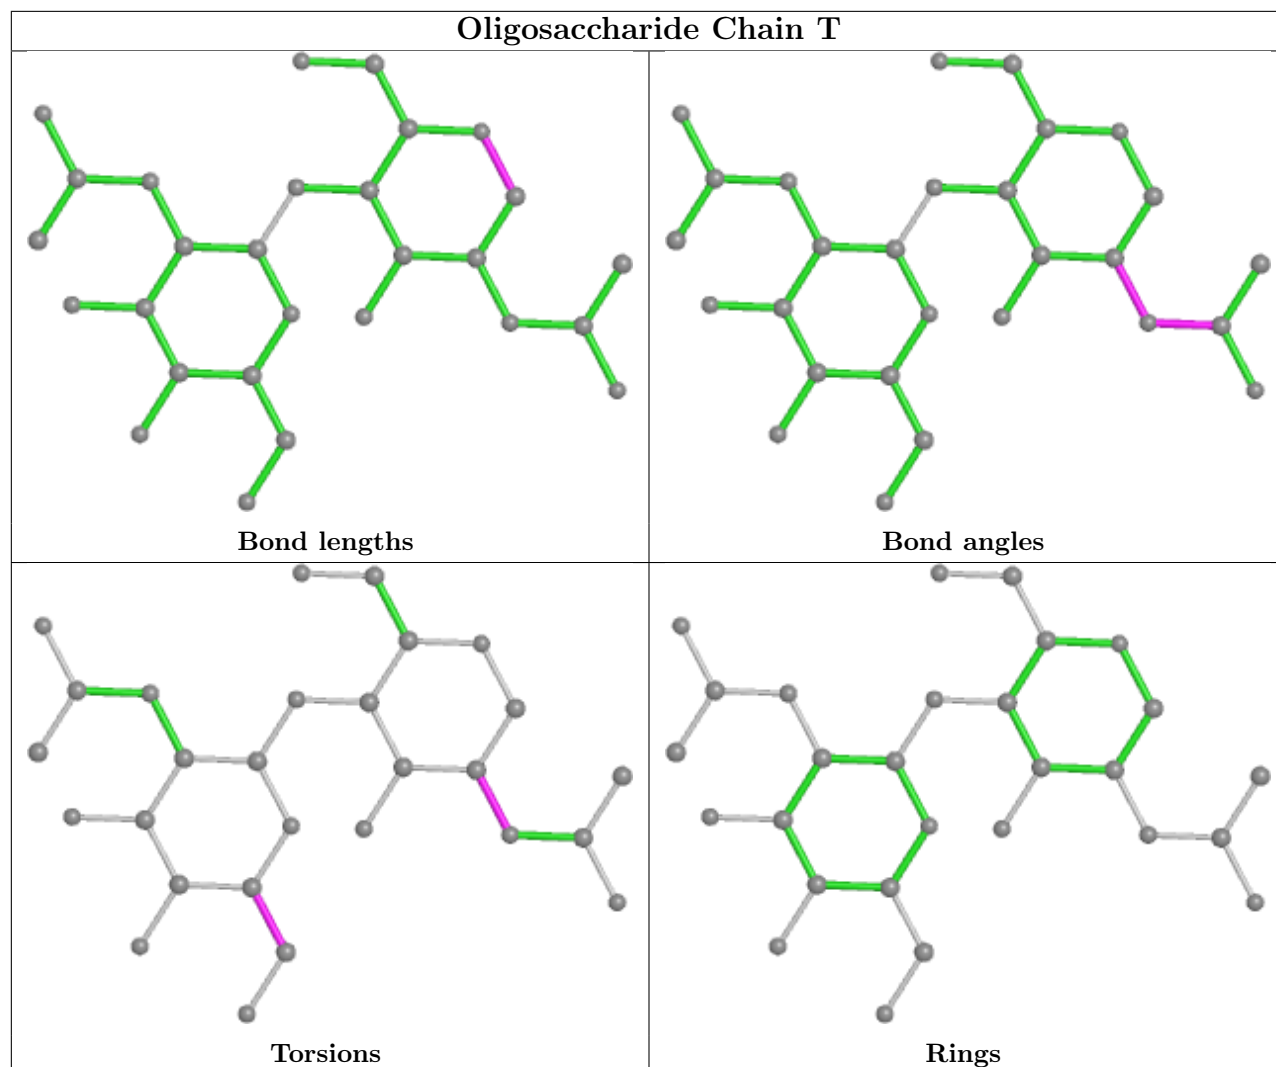 Oligosaccharide Chain T
Bond lengths
Bond angles
Torsions
Rings